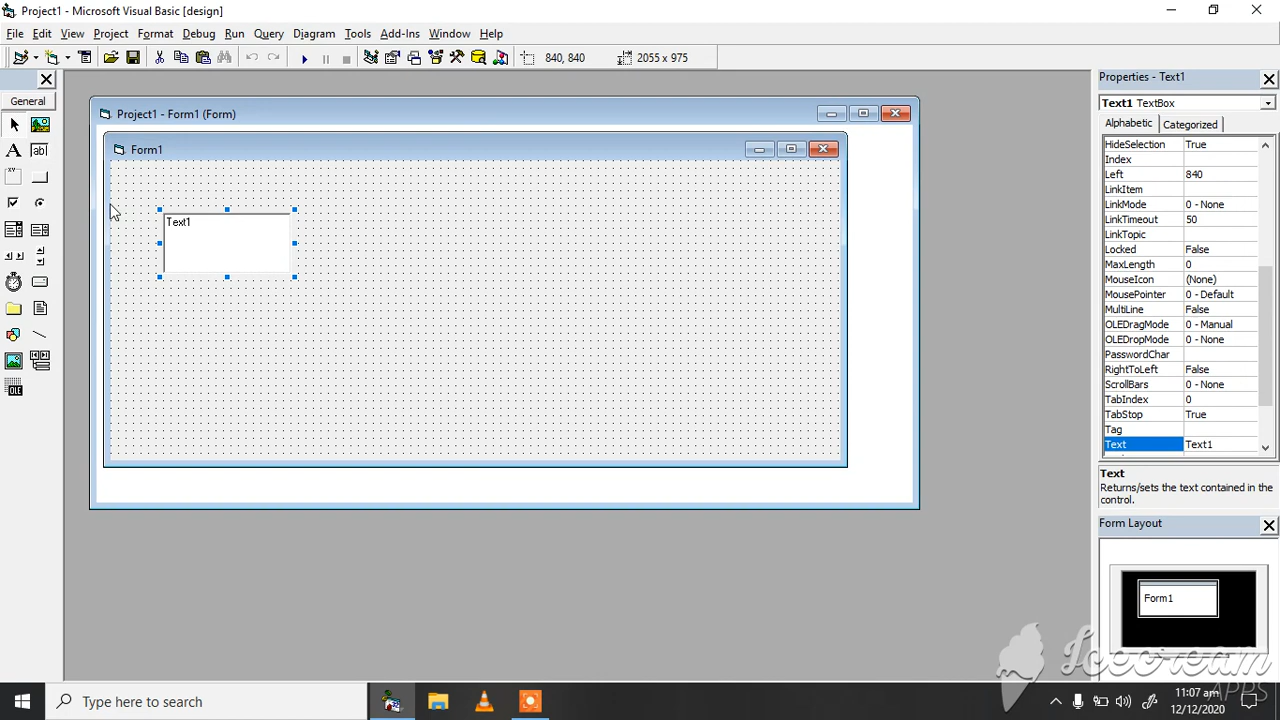 Project1 - Microsoft Visual Basic [design]
File Edit View Project Format Debug Run Query Diagram Tools Add-Ins Window Help
840, 840 2055 x 975
General
A ab|
xy
OLE
Project1 - Form1 (Form)
Form1
Text1
Properties - Text1
Text1 TextBox
Alphabetic Categorized
HideSelection True
Index
Left 840
LinkItem
LinkMode 0 - None
LinkTimeout 50
LinkTopic
Locked False
MaxLength 0
MouseIcon (None)
MousePointer 0 - Default
MultiLine False
OLEDragMode 0 - Manual
OLEDropMode 0 - None
PasswordChar
RightToLeft False
ScrollBars 0 - None
TabIndex 0
TabStop True
Tag
Text Text1
Text
Returns/sets the text contained in the
control.
Form Layout
Form1
Icecream
APPS
Type here to search
11:07 am
12/12/2020